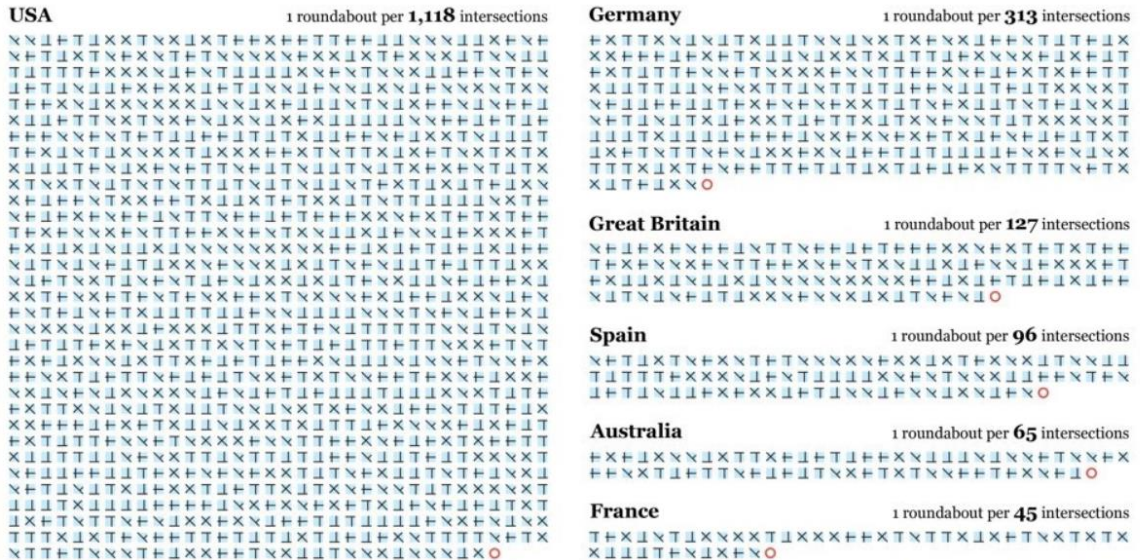 USA 1 roundabout per 1,118 intersections
Germany 1 roundabout per 313 intersections
Great Britain 1 roundabout per 127 intersections
Spain 1 roundabout per 96 intersections
Australia 1 roundabout per 65 intersections
France 1 roundabout per 45 intersections